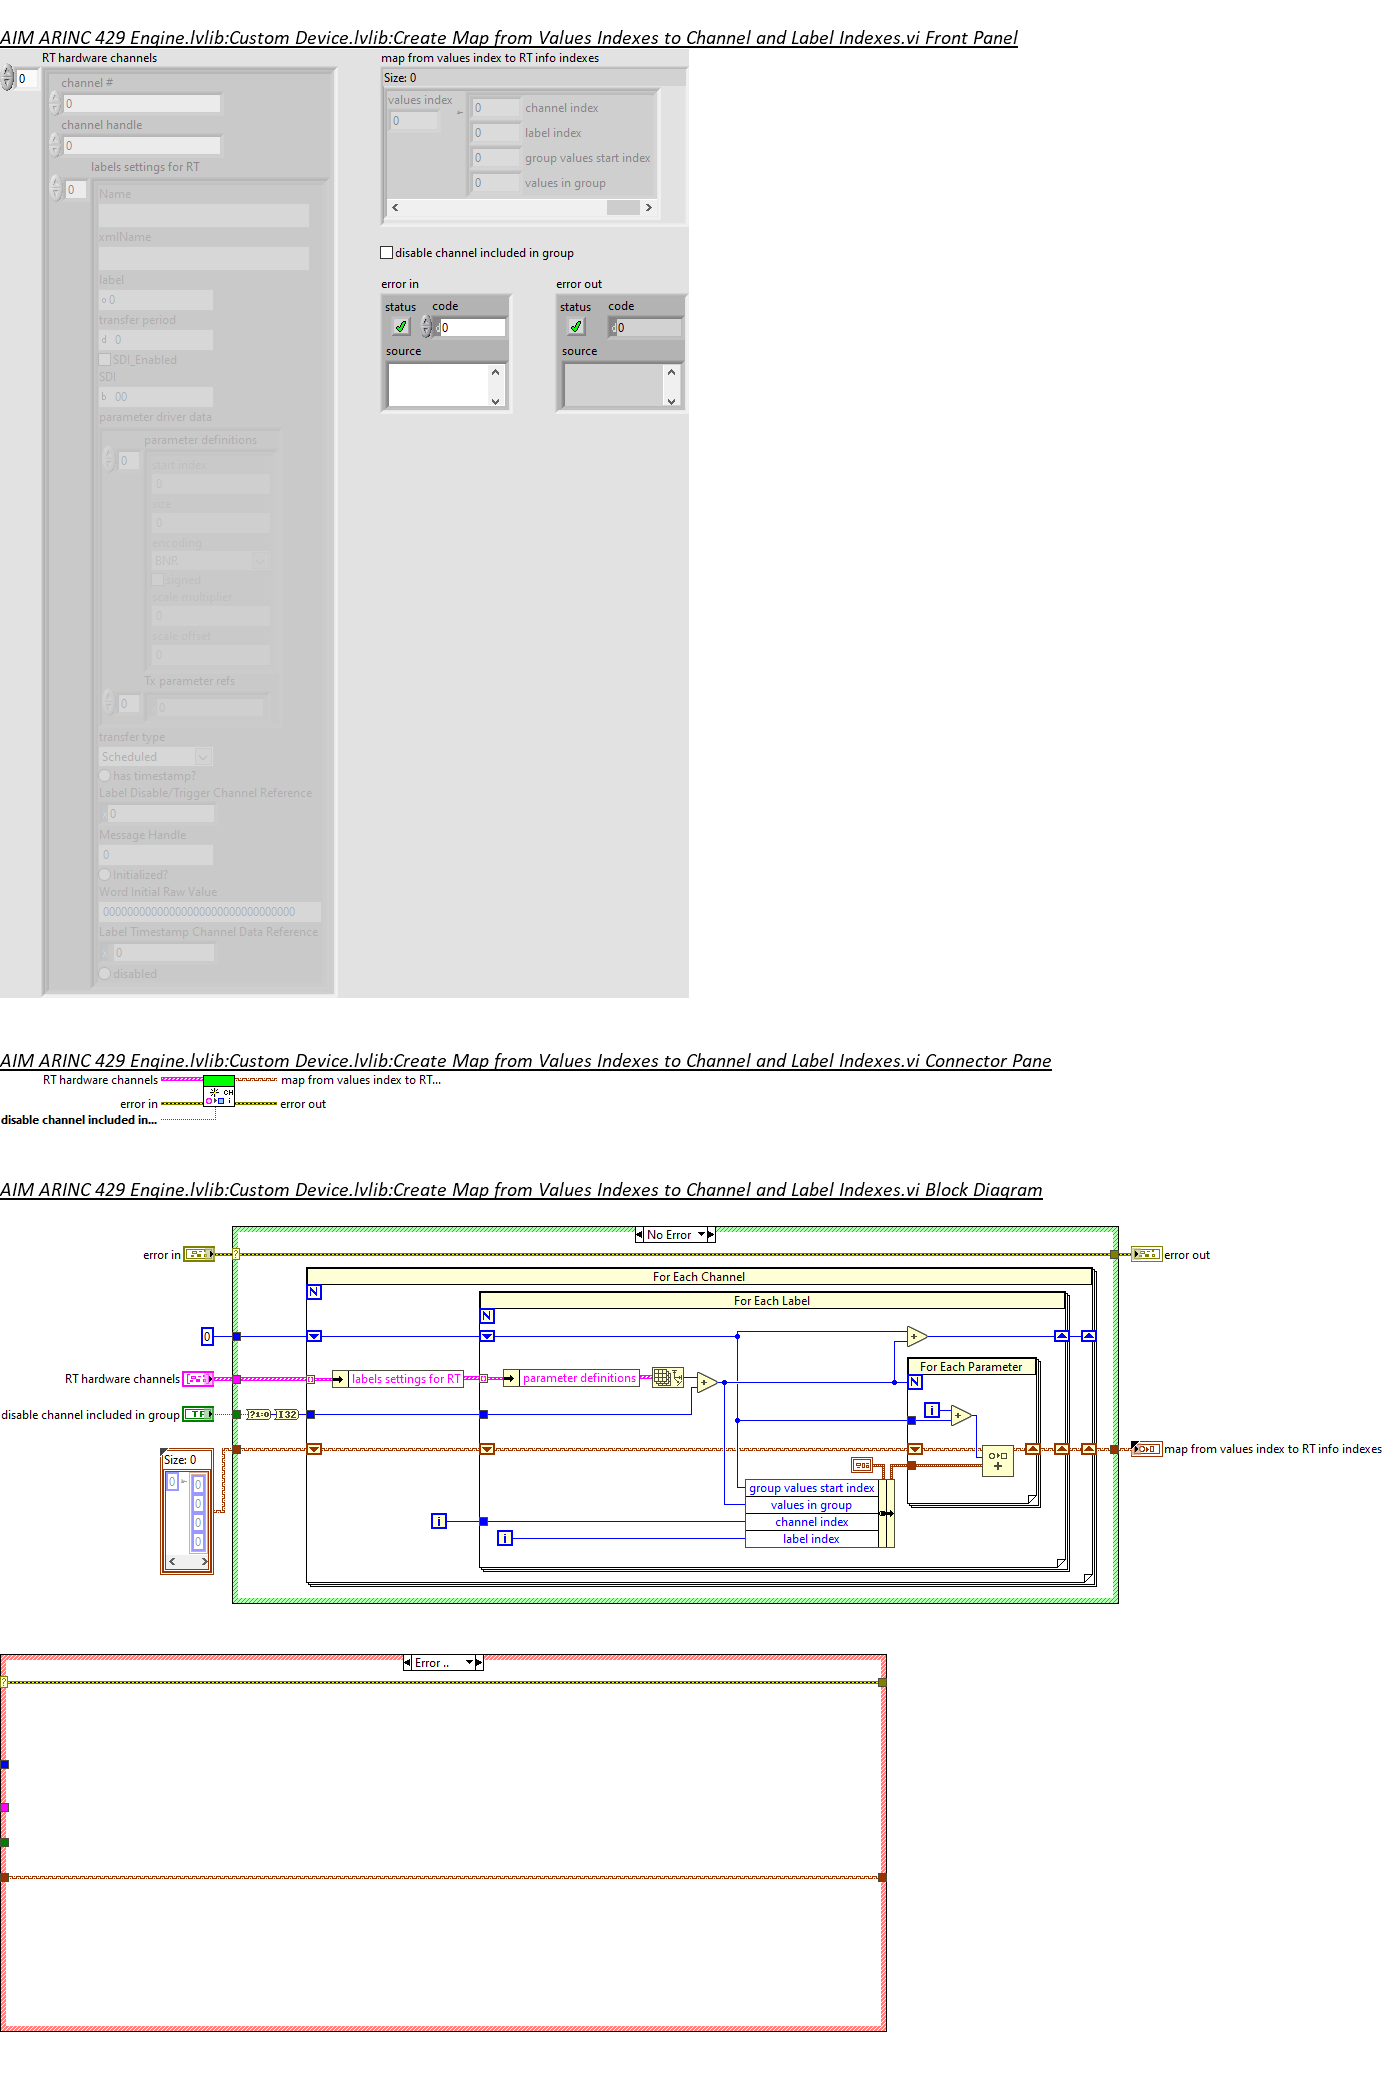 AIM ARINC 429 Engine.lvlib:Custom Device.lvlib:Create Map from Values Indexes to Channel and Label Indexes.vi Front Panel
RT hardware channels
0
channel #
0
channel handle
0
labels settings for RT
0
Name
xmlName
label
o 0
transfer period
d 0
SDI_Enabled
SDI
b 00
parameter driver data
parameter definitions
0
start index
0
size
0
encoding
BNR
signed
scale multiplier
0
scale offset
0
Tx parameter refs
0
0
transfer type
Scheduled
has timestamp?
Label Disable/Trigger Channel Reference
0
Message Handle
0
Initialized?
Word Initial Raw Value
00000000000000000000000000000000
Label Timestamp Channel Data Reference
x 0
disabled
map from values index to RT info indexes
Size: 0
values index
0
0 channel index
0 label index
0 group values start index
0 values in group
disable channel included in group
error in
status code
d 0
source
error out
status code
d 0
source
AIM ARINC 429 Engine.lvlib:Custom Device.lvlib:Create Map from Values Indexes to Channel and Label Indexes.vi Connector Pane
RT hardware channels
map from values index to RT...
CH
i
error in
error out
disable channel included in...
AIM ARINC 429 Engine.lvlib:Custom Device.lvlib:Create Map from Values Indexes to Channel and Label Indexes.vi Block Diagram
No Error
error in
error out
For Each Channel
N
For Each Label
N
0
For Each Parameter
N
RT hardware channels
labels settings for RT
parameter definitions
+
+
i
+
disable channel included in group
TF
?1:0
I32
map from values index to RT info indexes
Size: 0
0
0
0
0
0
+
group values start index
values in group
channel index
label index
i
i
Error ..
?